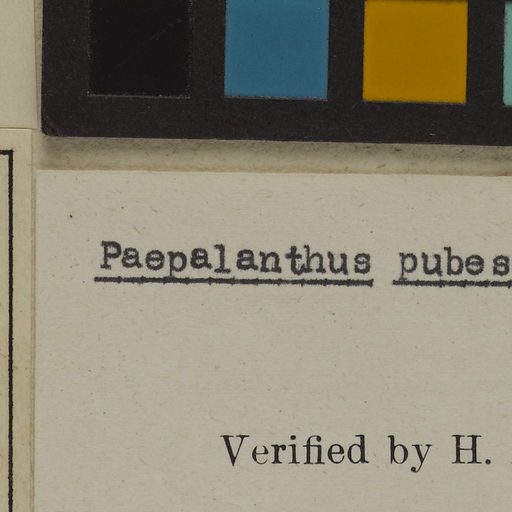 Paepalanthus pubes
Verified by H.